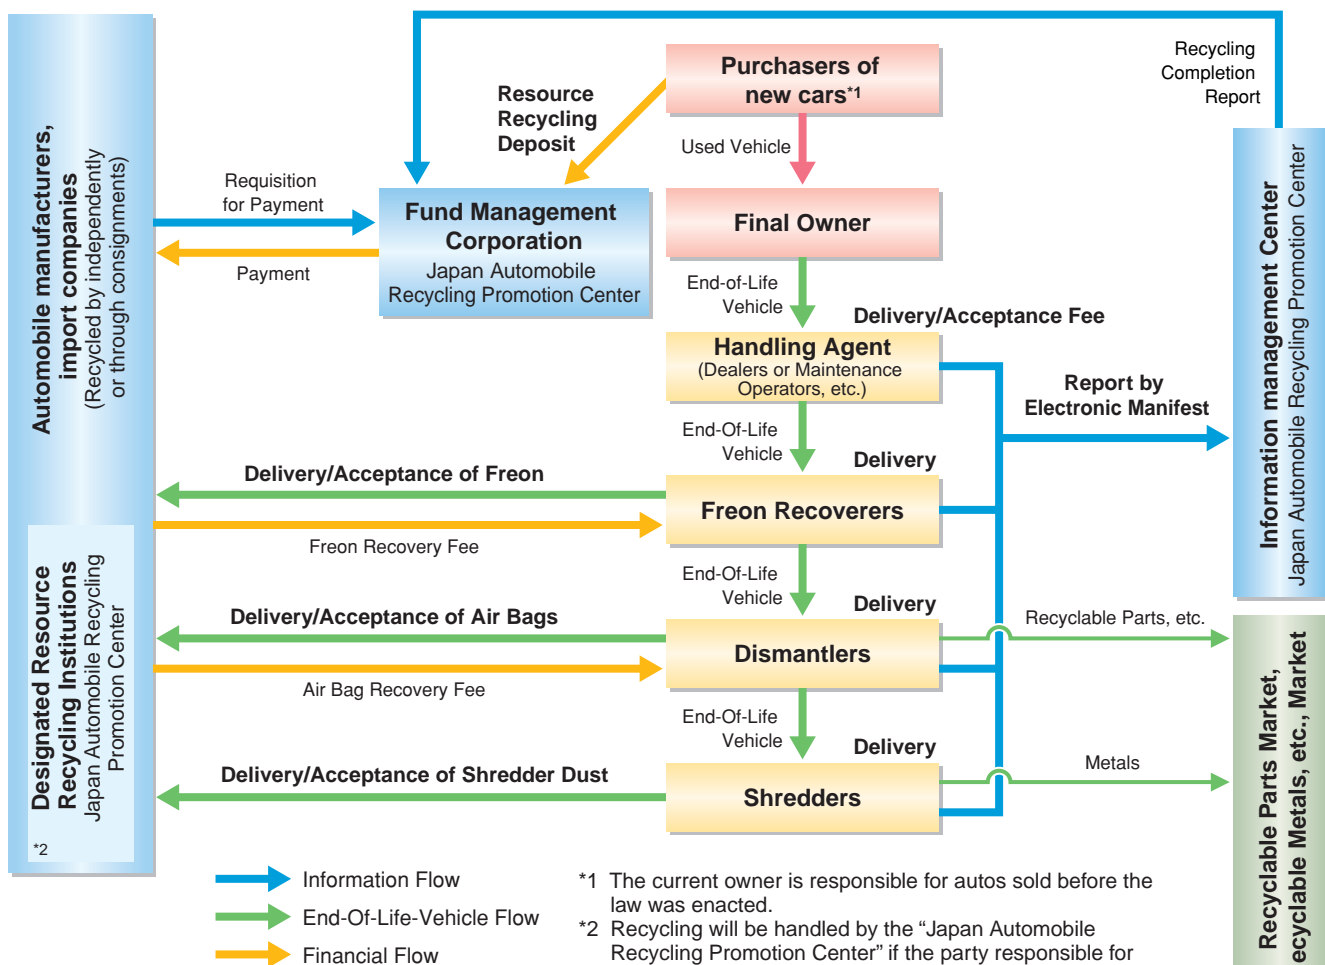 Automobile manufacturers,
import companies
(Recycled by independently
or through consignments)
Designated Resource
Recycling Institutions
Japan Automobile Recycling
Promotion Center
*2
Requisition
for Payment
Payment
Resource
Recycling
Deposit
Fund Management
Corporation
Japan Automobile
Recycling Promotion Center
Purchasers of
new cars*1
Used Vehicle
Final Owner
End-of-Life
Vehicle
Delivery/Acceptance Fee
Handling Agent
(Dealers or Maintenance
Operators, etc.)
End-Of-Life
Vehicle
Delivery
Delivery/Acceptance of Freon
Freon Recoverers
Freon Recovery Fee
End-Of-Life
Vehicle
Delivery
Delivery/Acceptance of Air Bags
Dismantlers
Air Bag Recovery Fee
End-Of-Life
Vehicle
Delivery
Delivery/Acceptance of Shredder Dust
Shredders
Recycling
Completion
Report
Report by
Electronic Manifest
Information management Center
Japan Automobile Recycling Promotion Center
Recyclable Parts, etc.
Metals
Recyclable Parts Market,
ecyclable Metals, etc., Market
Information Flow
End-Of-Life-Vehicle Flow
Financial Flow
*1 The current owner is responsible for autos sold before the
law was enacted.
*2 Recycling will be handled by the “Japan Automobile
Recycling Promotion Center” if the party responsible for